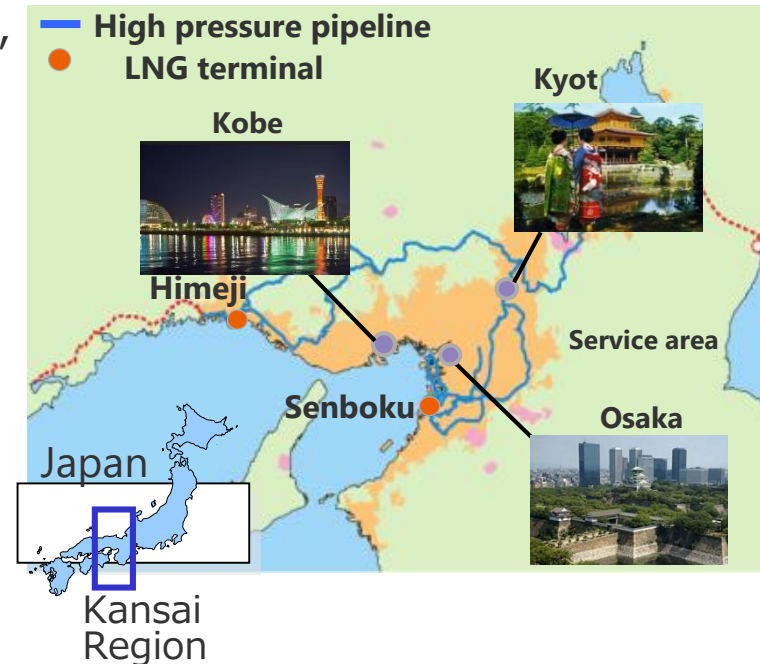 ,
High pressure pipeline
LNG terminal
Kyot
Kobe
Himeji
Service area
Senboku
Osaka
Japan
Kansai
Region